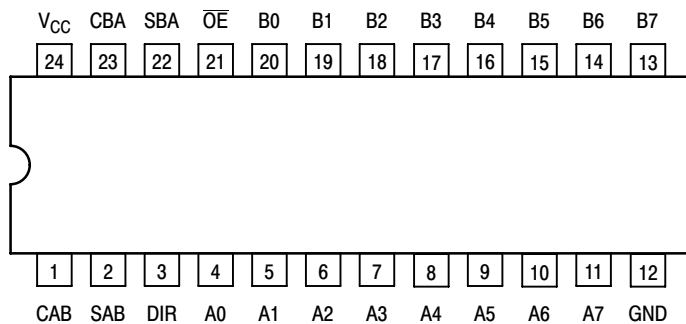 VCC CBA SBA O̅E̅ B0 B1 B2 B3 B4 B5 B6 B7
24 23 22 21 20 19 18 17 16 15 14 13
1 2 3 4 5 6 7 8 9 10 11 12
CAB SAB DIR A0 A1 A2 A3 A4 A5 A6 A7 GND